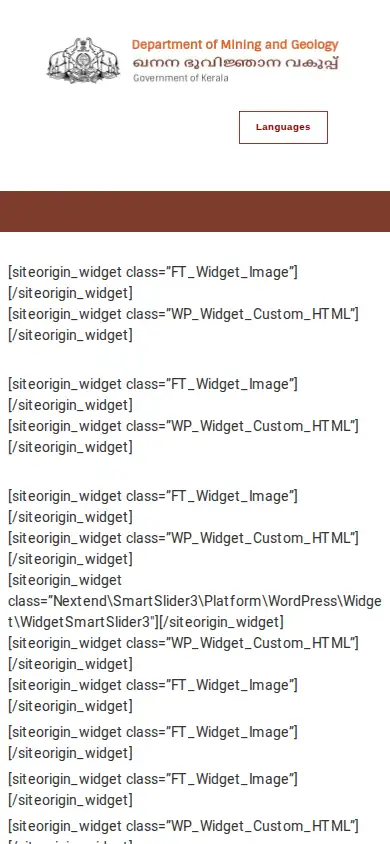 Department of Mining and Geology
ഖനന ഭൂവിജ്ഞാന വകുപ്പ്
Government of Kerala
Languages
[siteorigin_widget class="FT_Widget_Image"]
[/siteorigin_widget]
[siteorigin_widget class="WP_Widget_Custom_HTML"]
[/siteorigin_widget]
[siteorigin_widget class="FT_Widget_Image"]
[/siteorigin_widget]
[siteorigin_widget class="WP_Widget_Custom_HTML"]
[/siteorigin_widget]
[siteorigin_widget class="FT_Widget_Image"]
[/siteorigin_widget]
[siteorigin_widget class="WP_Widget_Custom_HTML"]
[/siteorigin_widget]
[siteorigin_widget
class="Nextend\SmartSlider3\Platform\WordPress\Widge
t\WidgetSmartSlider3"][/siteorigin_widget]
[siteorigin_widget class="WP_Widget_Custom_HTML"]
[/siteorigin_widget]
[siteorigin_widget class="FT_Widget_Image"]
[/siteorigin_widget]
[siteorigin_widget class="FT_Widget_Image"]
[/siteorigin_widget]
[siteorigin_widget class="FT_Widget_Image"]
[/siteorigin_widget]
[siteorigin_widget class="WP_Widget_Custom_HTML"]